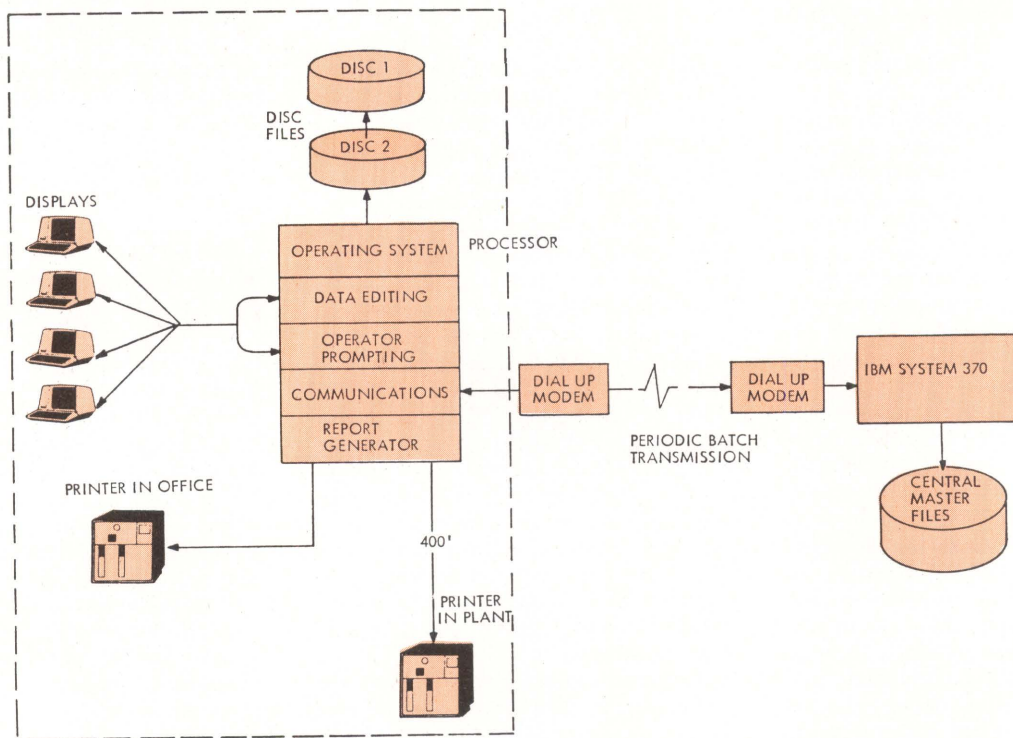 DISC 1
DISC
FILES
DISC 2
DISPLAYS
OPERATING SYSTEM
PROCESSOR
DATA EDITING
OPERATOR
PROMPTING
COMMUNICATIONS
REPORT
GENERATOR
DIAL UP
MODEM
PERIODIC BATCH
TRANSMISSION
DIAL UP
MODEM
IBM SYSTEM 370
CENTRAL
MASTER
FILES
PRINTER IN OFFICE
400'
PRINTER
IN PLANT